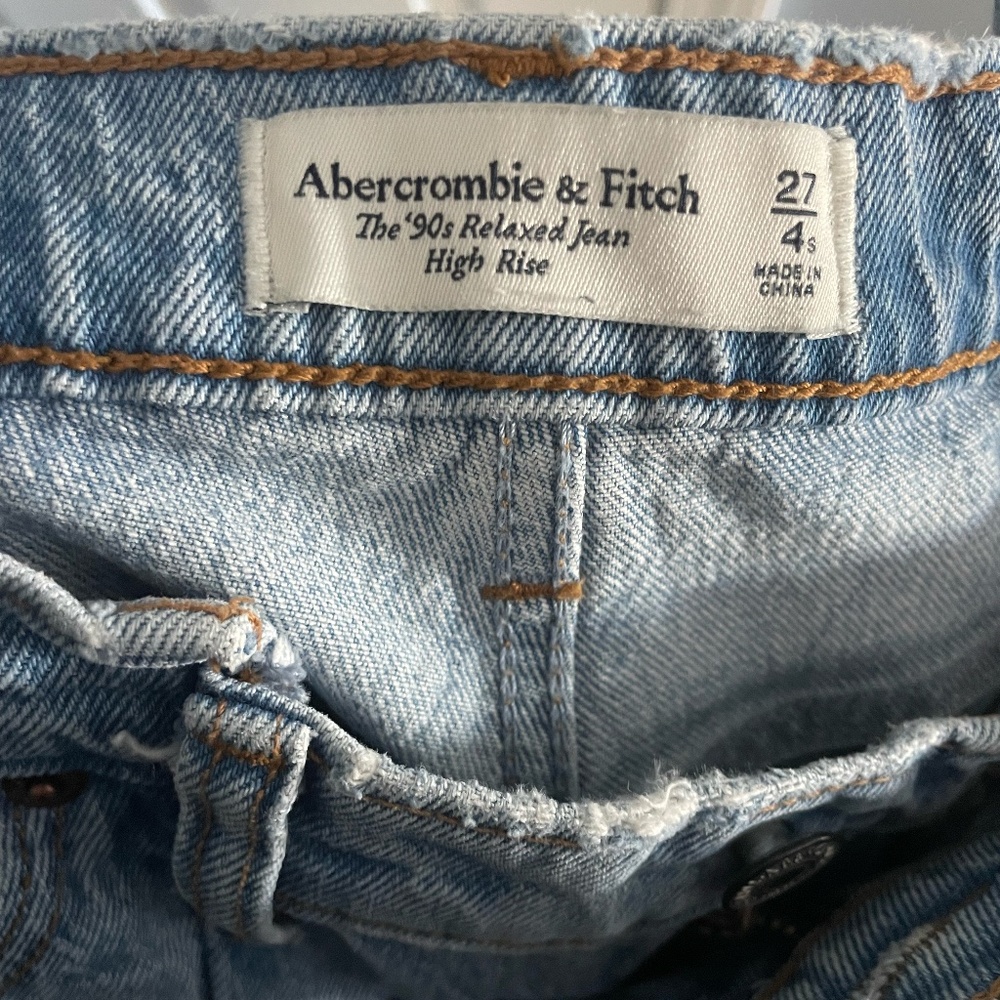 Abercrombie & Fitch
The '90s Relaxed Jean
High Rise
27
4s
MADE IN
CHINA